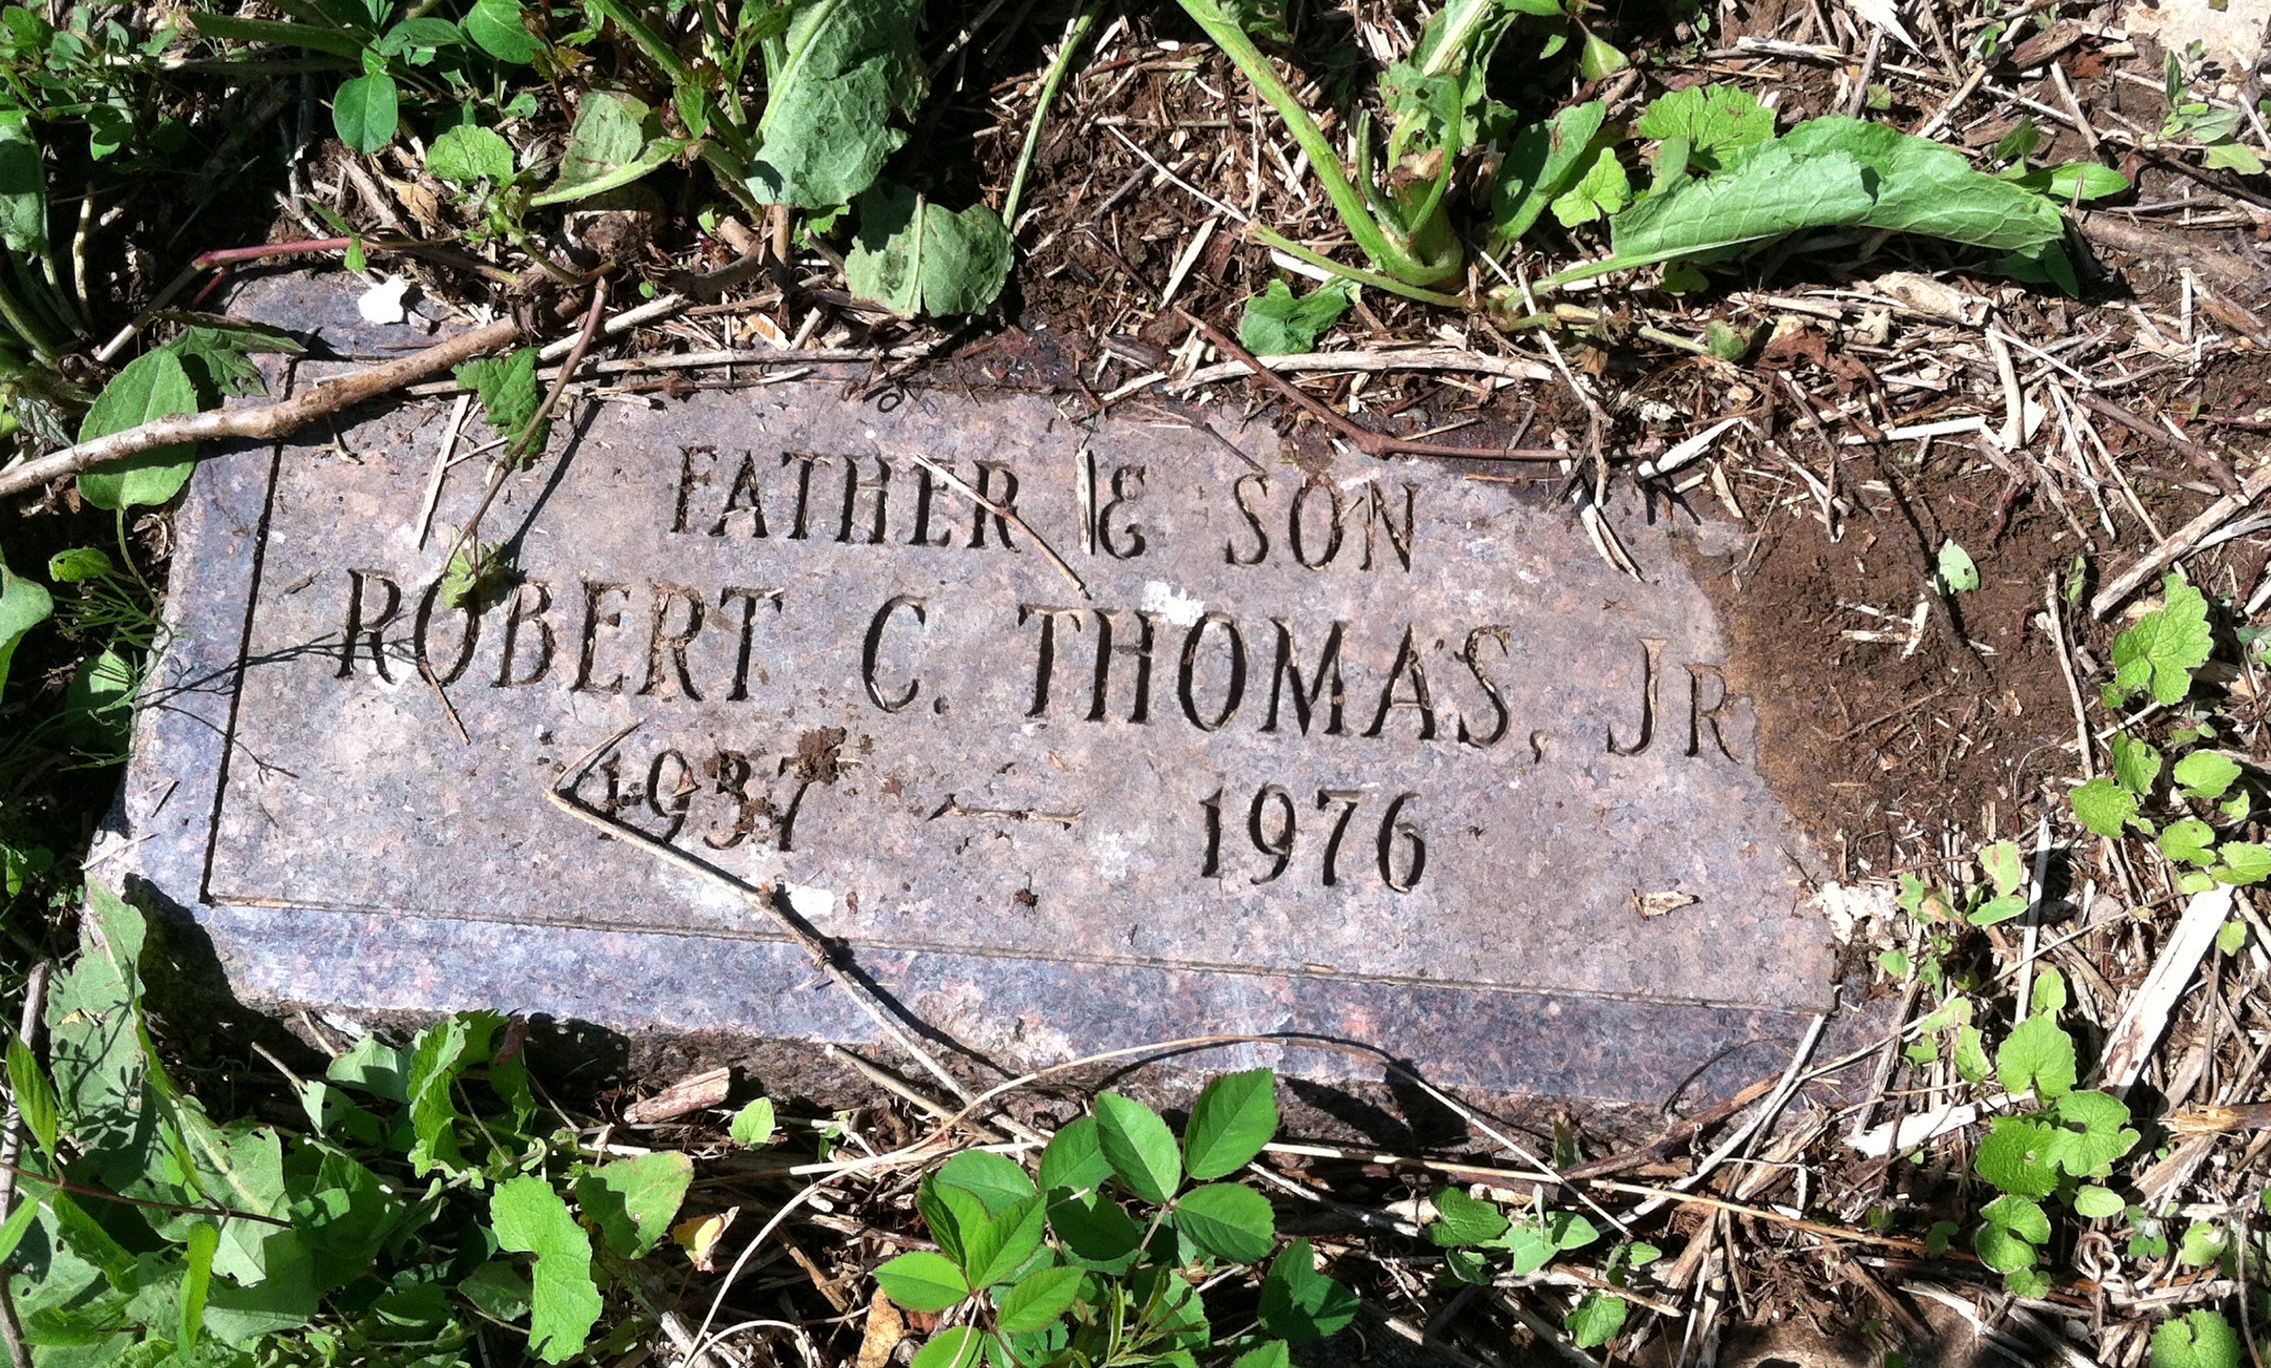 FATHER & SON
ROBERT C. THOMAS, JR
1937 — 1976